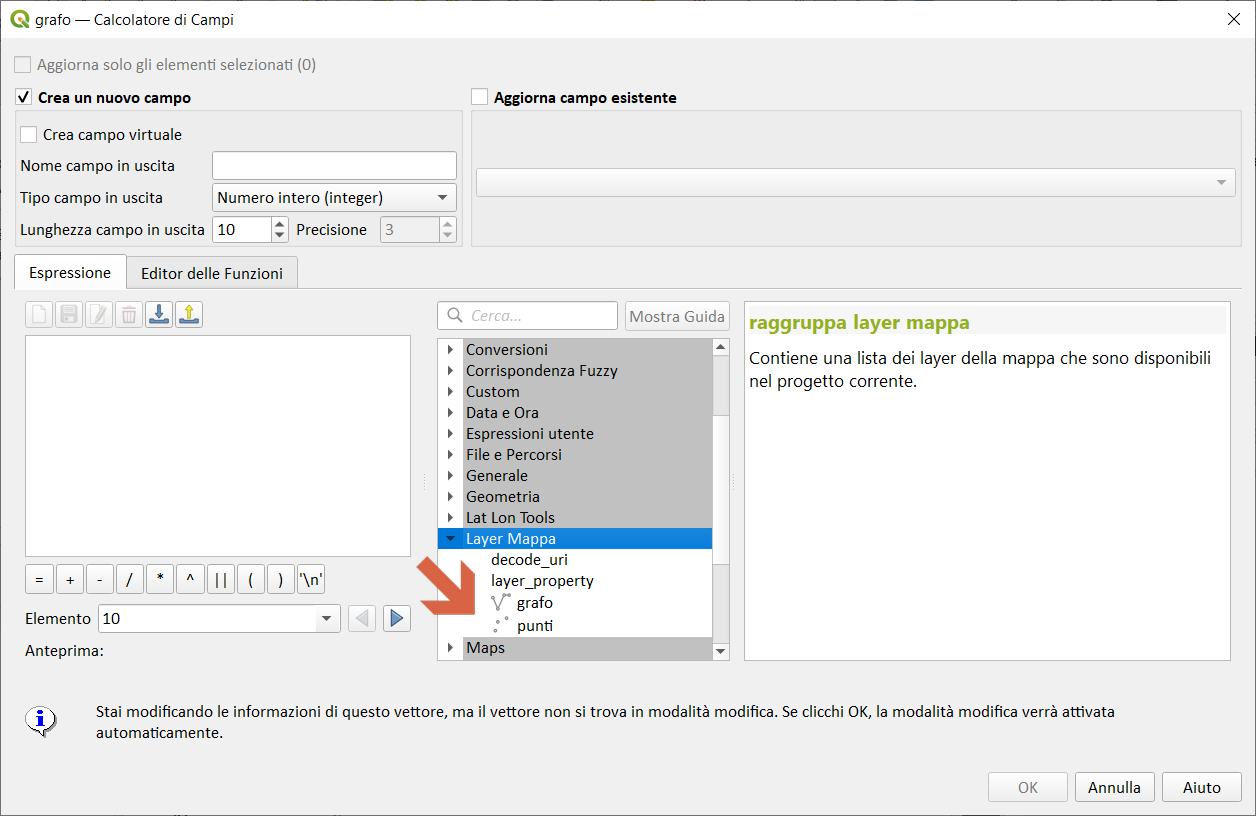 grafo — Calcolatore di Campi
Aggiorna solo gli elementi selezionati (0)
Crea un nuovo campo
Aggiorna campo esistente
Crea campo virtuale
Nome campo in uscita
Tipo campo in uscita
Numero intero (integer)
Lunghezza campo in uscita
10
Precisione
3
Espressione
Editor delle Funzioni
Cerca...
Mostra Guida
raggruppa layer mappa
Contiene una lista dei layer della mappa che sono disponibili
nel progetto corrente.
Conversioni
Corrispondenza Fuzzy
Custom
Data e Ora
Espressioni utente
File e Percorsi
Generale
Geometria
Lat Lon Tools
Layer Mappa
decode_uri
layer_property
grafo
punti
Maps
= + - / * ^ || ( ) '\n'
Elemento
10
Anteprima:
Stai modificando le informazioni di questo vettore, ma il vettore non si trova in modalità modifica. Se clicchi OK, la modalità modifica verrà attivata
automaticamente.
OK
Annulla
Aiuto